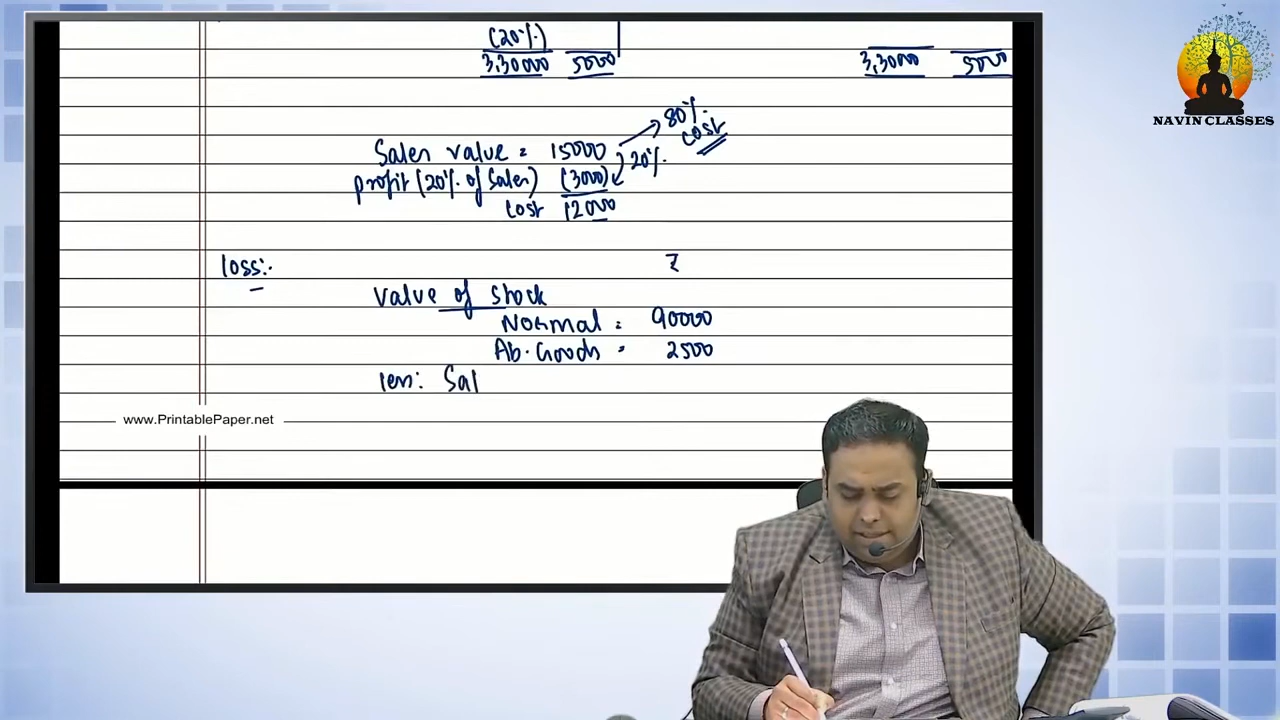 (20%)
3,30000 5000
3,30000 5000
NAVIN CLASSES
80%
cost
Sales value = 15000
20%
profit (20% of Sales) (3000)
cost 12000
loss:-
₹
Value of stock
Normal = 90000
Ab. Goods = 2500
less: Sal
www.PrintablePaper.net